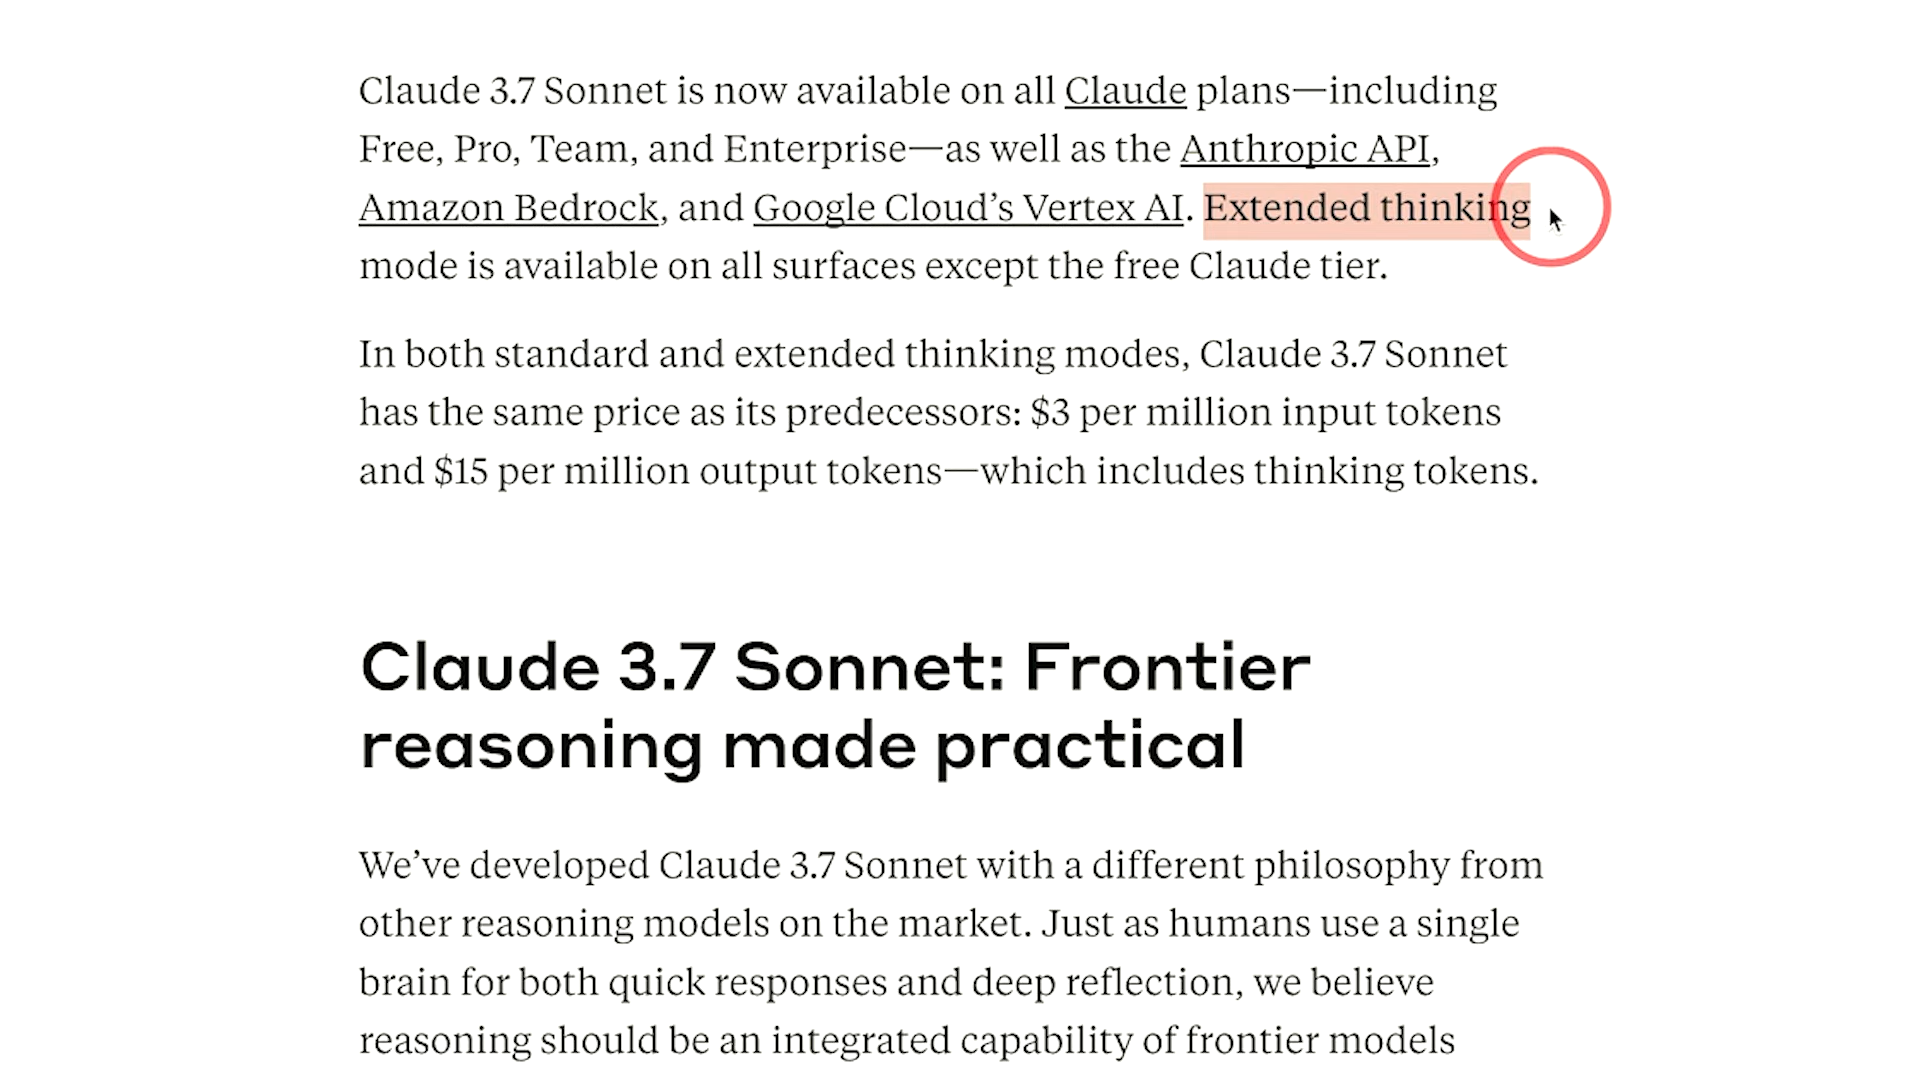 Claude 3.7 Sonnet is now available on all Claude plans—including
Free, Pro, Team, and Enterprise—as well as the Anthropic API,
Amazon Bedrock, and Google Cloud’s Vertex AI. Extended thinking
mode is available on all surfaces except the free Claude tier.
In both standard and extended thinking modes, Claude 3.7 Sonnet
has the same price as its predecessors: $3 per million input tokens
and $15 per million output tokens—which includes thinking tokens.
Claude 3.7 Sonnet: Frontier
reasoning made practical
We’ve developed Claude 3.7 Sonnet with a different philosophy from
other reasoning models on the market. Just as humans use a single
brain for both quick responses and deep reflection, we believe
reasoning should be an integrated capability of frontier models